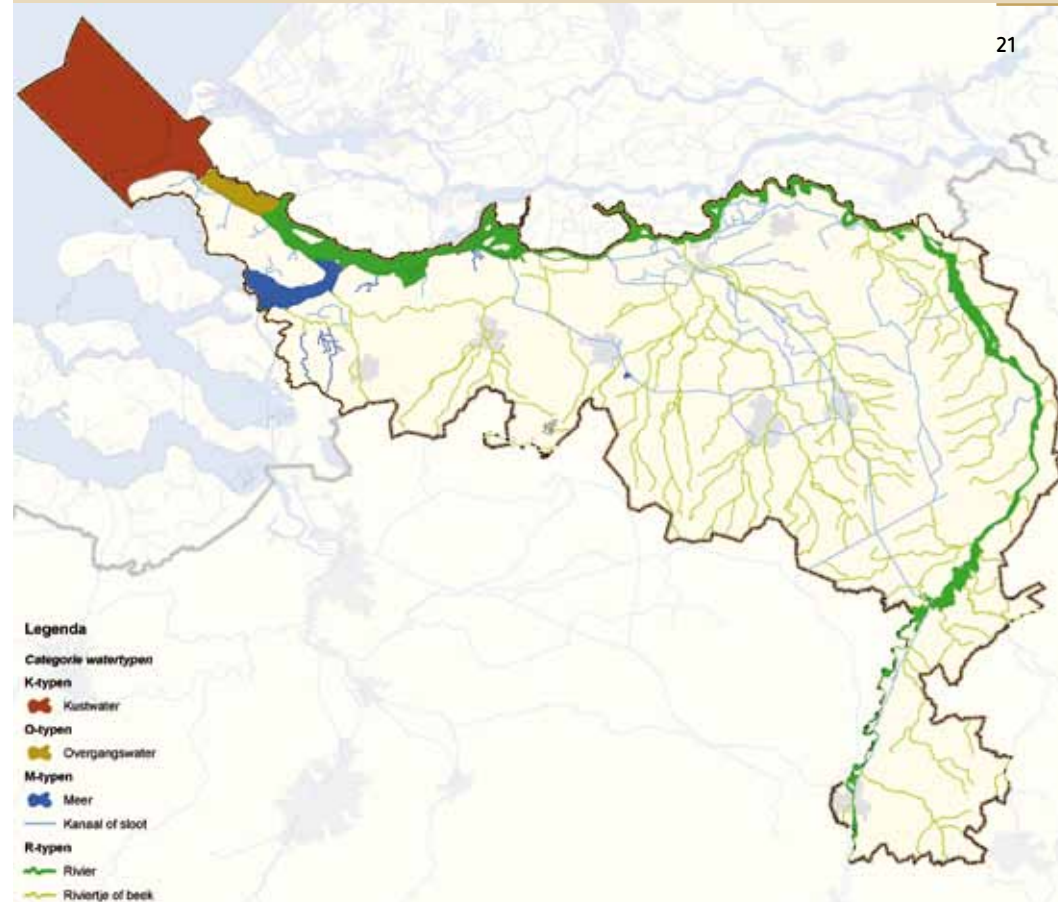 21
Legenda
Categorie watertypen
K-typen
Kustwater
O-typen
Overgangswater
M-typen
Meer
Kanaal of sloot
R-typen
Rivier
Riviertje of beek